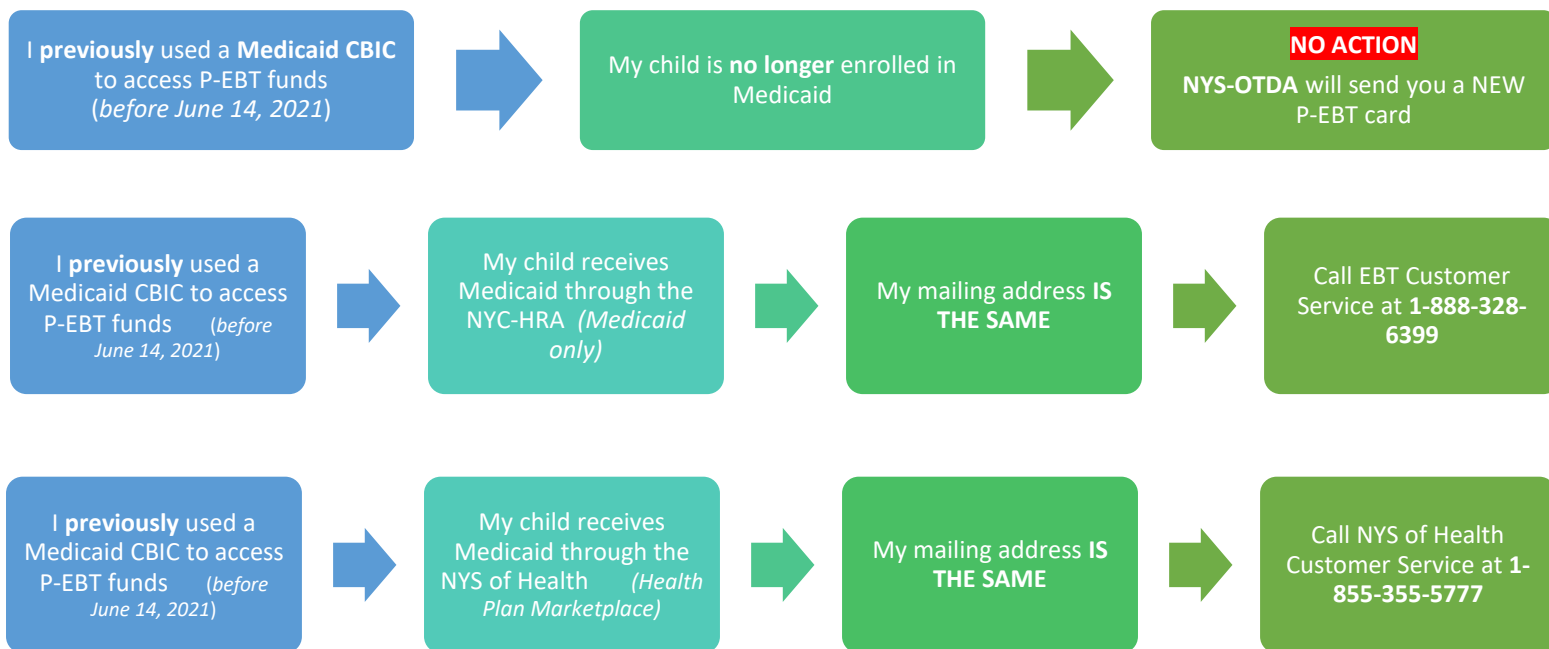 I previously used a Medicaid CBIC
to access P-EBT funds
(before June 14, 2021)
My child is no longer enrolled in
Medicaid
NO ACTION
NYS-OTDA will send you a NEW
P-EBT card
I previously used a
Medicaid CBIC to access
P-EBT funds (before
June 14, 2021)
My child receives
Medicaid through the
NYC-HRA (Medicaid
only)
My mailing address IS
THE SAME
Call EBT Customer
Service at 1-888-328-
6399
I previously used a
Medicaid CBIC to access
P-EBT funds (before
June 14, 2021)
My child receives
Medicaid through the
NYS of Health (Health
Plan Marketplace)
My mailing address IS
THE SAME
Call NYS of Health
Customer Service at 1-
855-355-5777